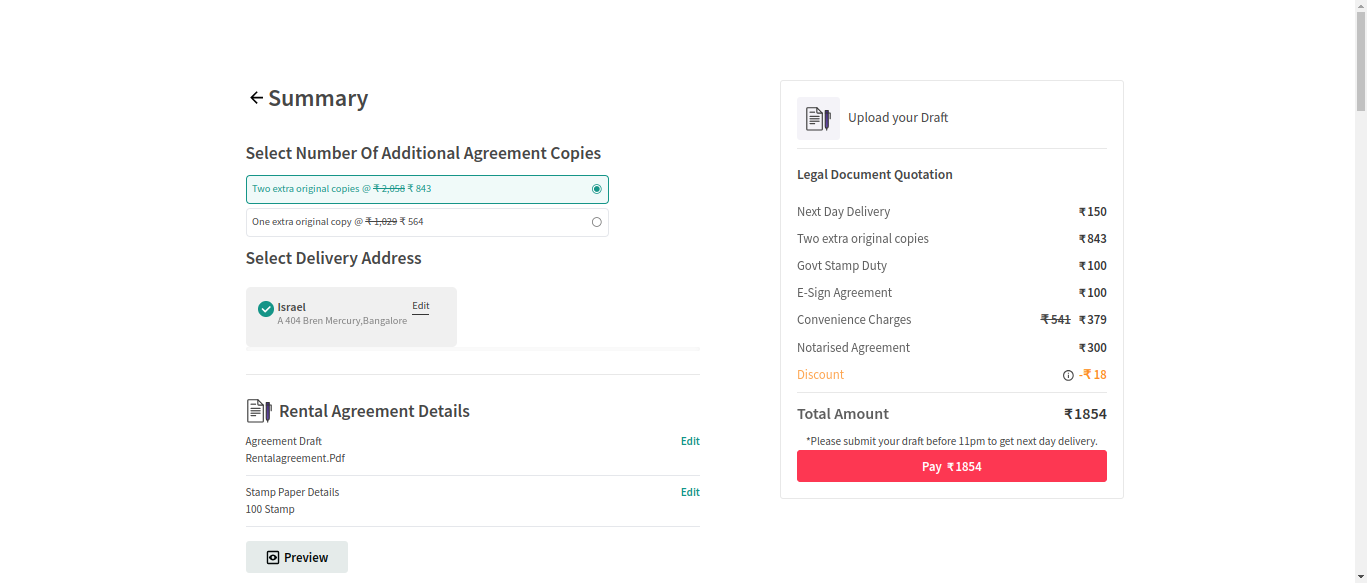 Summary
Select Number Of Additional Agreement Copies
Two extra original copies @ ₹ 2,058 ₹ 843
One extra original copy @ ₹ 1,029 ₹ 564
Select Delivery Address
Israel
Edit
A 404 Bren Mercury,Bangalore
Rental Agreement Details
Agreement Draft
Edit
Rentalagreement.Pdf
Stamp Paper Details
Edit
100 Stamp
Preview
Upload your Draft
Legal Document Quotation
Next Day Delivery ₹150
Two extra original copies ₹843
Govt Stamp Duty ₹100
E-Sign Agreement ₹100
Convenience Charges ₹541 ₹379
Notarised Agreement ₹300
Discount -₹ 18
Total Amount ₹1854
*Please submit your draft before 11pm to get next day delivery.
Pay ₹1854